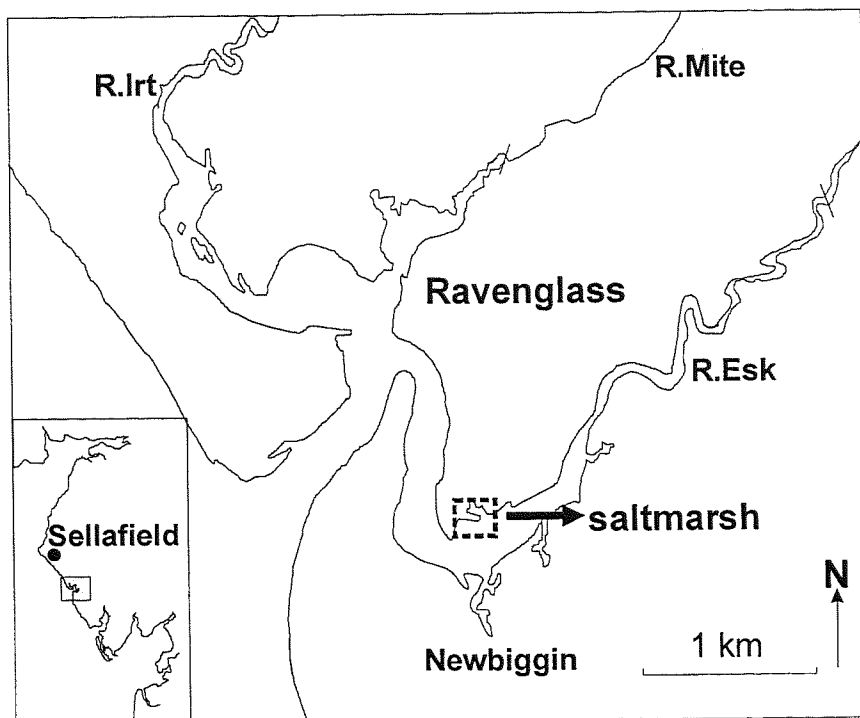 R.Irt
R.Mite
Ravenglass
R.Esk
saltmarsh
Sellafield
N
Newbiggin
1 km